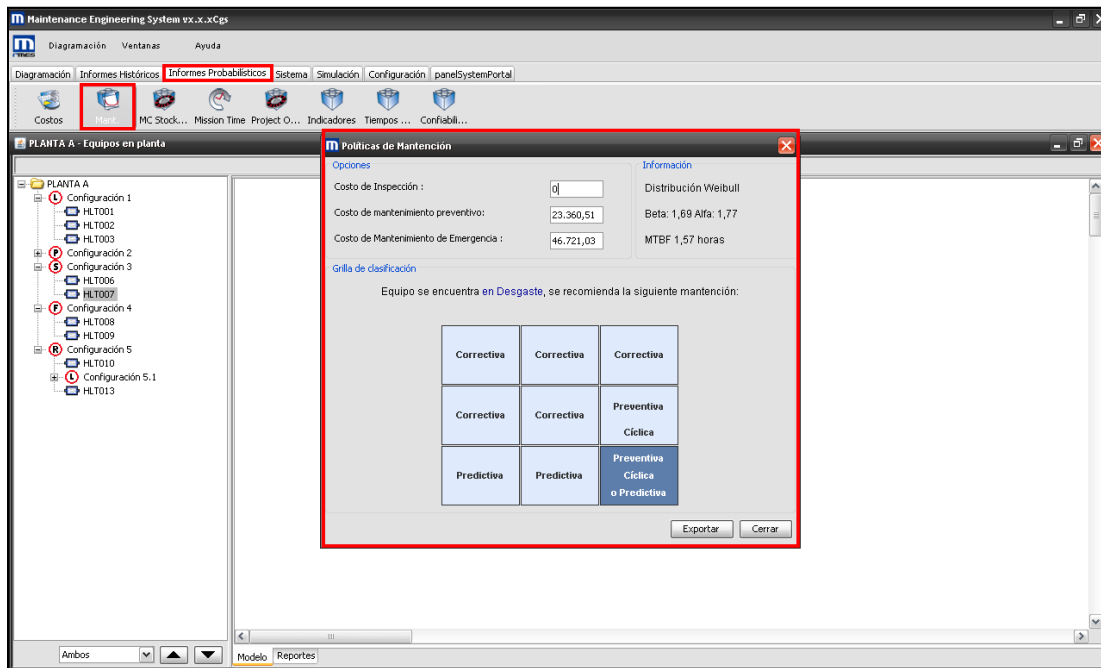 Maintenance Engineering System vx.x.xCgs
Diagramación Ventanas Ayuda
Diagramación Informes Históricos Informes Probabilísticos Sistema Simulación Configuración panelSystemPortal
Costos Mant. MC Stock... Mission Time Project O... Indicadores Tiempos ... Confiabili...
PLANTA A - Equipos en planta
PLANTA A
L Configuración 1
HLT001
HLT002
HLT003
P Configuración 2
S Configuración 3
HLT006
HLT007
F Configuración 4
HLT008
HLT009
R Configuración 5
HLT010
L Configuración 5.1
HLT013
Ambos
Políticas de Mantención
Opciones
Costo de Inspección : 0
Costo de mantenimiento preventivo: 23.360,51
Costo de Mantenimiento de Emergencia : 46.721,03
Información
Distribución Weibull
Beta: 1,69 Alfa: 1,77
MTBF 1,57 horas
Grilla de clasificación
Equipo se encuentra en Desgaste, se recomienda la siguiente mantención:
Correctiva Correctiva Correctiva
Correctiva Correctiva Preventiva
Cíclica
Predictiva Predictiva Preventiva
Cíclica
o Predictiva
Exportar Cerrar
Modelo Reportes